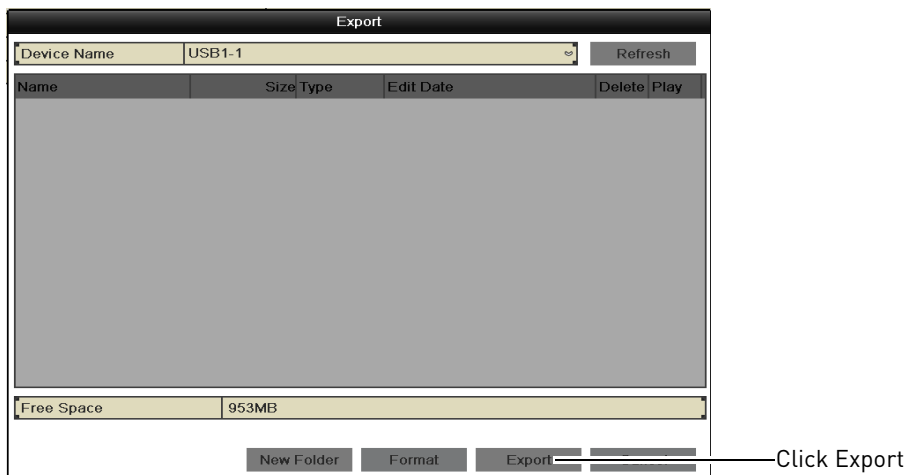 Export
Device Name USB1-1 Refresh
Name Size Type Edit Date Delete Play
Free Space 953MB
New Folder Format Export
Click Export